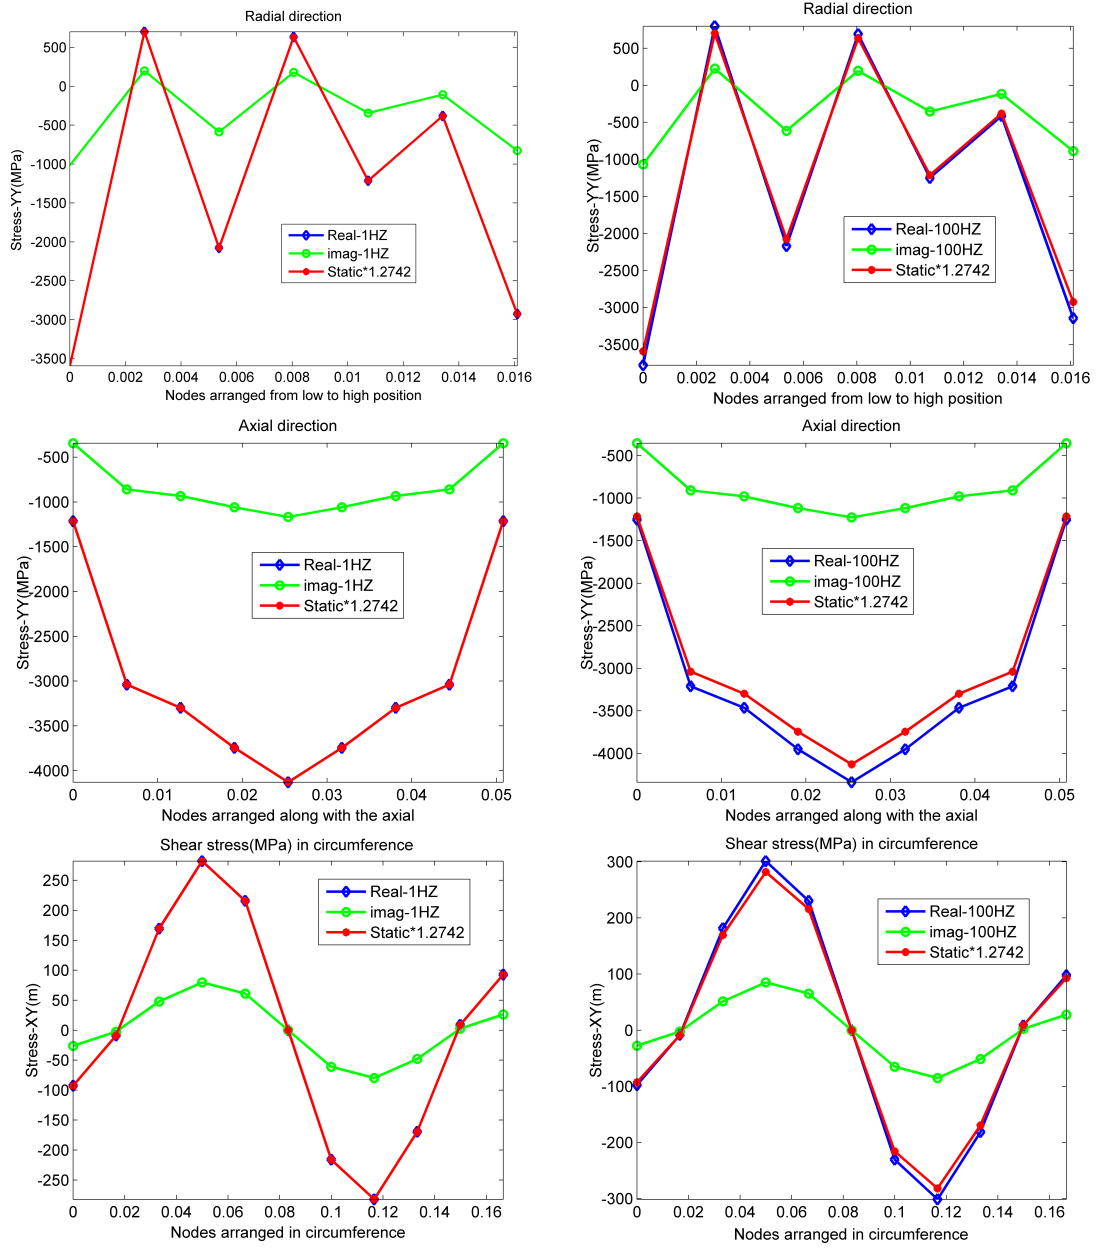 Radial direction
Stress-YY(MPa)
500
0
-500
-1000
-1500
-2000
-2500
-3000
-3500
Real-1HZ
imag-1HZ
Static*1.2742
0 0.002 0.004 0.006 0.008 0.01 0.012 0.014 0.016
Nodes arranged from low to high position
Radial direction
Stress-YY(MPa)
500
0
-500
-1000
-1500
-2000
-2500
-3000
-3500
Real-100HZ
imag-100HZ
Static*1.2742
0 0.002 0.004 0.006 0.008 0.01 0.012 0.014 0.016
Nodes arranged from low to high position
Axial direction
Stress-YY(MPa)
-500
-1000
-1500
-2000
-2500
-3000
-3500
-4000
Real-1HZ
imag-1HZ
Static*1.2742
0 0.01 0.02 0.03 0.04 0.05
Nodes arranged along with the axial
Axial direction
Stress-YY(MPa)
-500
-1000
-1500
-2000
-2500
-3000
-3500
-4000
Real-100HZ
imag-100HZ
Static*1.2742
0 0.01 0.02 0.03 0.04 0.05
Nodes arranged along with the axial
Shear stress(MPa) in circumference
Stress-XY(m)
250
200
150
100
50
0
-50
-100
-150
-200
-250
Real-1HZ
imag-1HZ
Static*1.2742
0 0.02 0.04 0.06 0.08 0.1 0.12 0.14 0.16
Nodes arranged in circumference
Shear stress(MPa) in circumference
Stress-XY(m)
300
200
100
0
-100
-200
-300
Real-100HZ
imag-100HZ
Static*1.2742
0 0.02 0.04 0.06 0.08 0.1 0.12 0.14 0.16
Nodes arranged in circumference